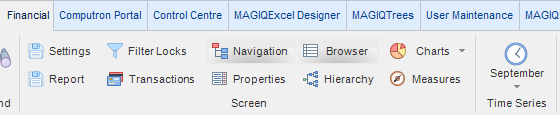 Financial Computron Portal Control Centre MAGIQExcel Designer MAGIQTrees User Maintenance MAGIQ
Settings Filter Locks Navigation Browser Charts
Report Transactions Properties Hierarchy Measures September
nd Screen Time Series